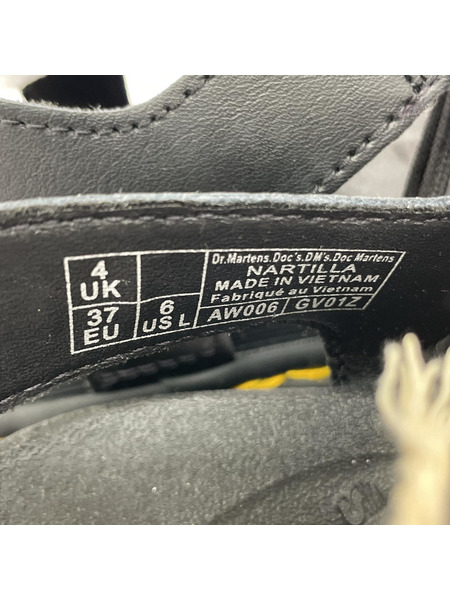 4
UK
37
EU
6
US L
Dr.Martens.Doc's.DM's.Doc Martens
NARTILLA
MADE IN VIETNAM
Fabriqué au Vietnam
AW006 GV01Z